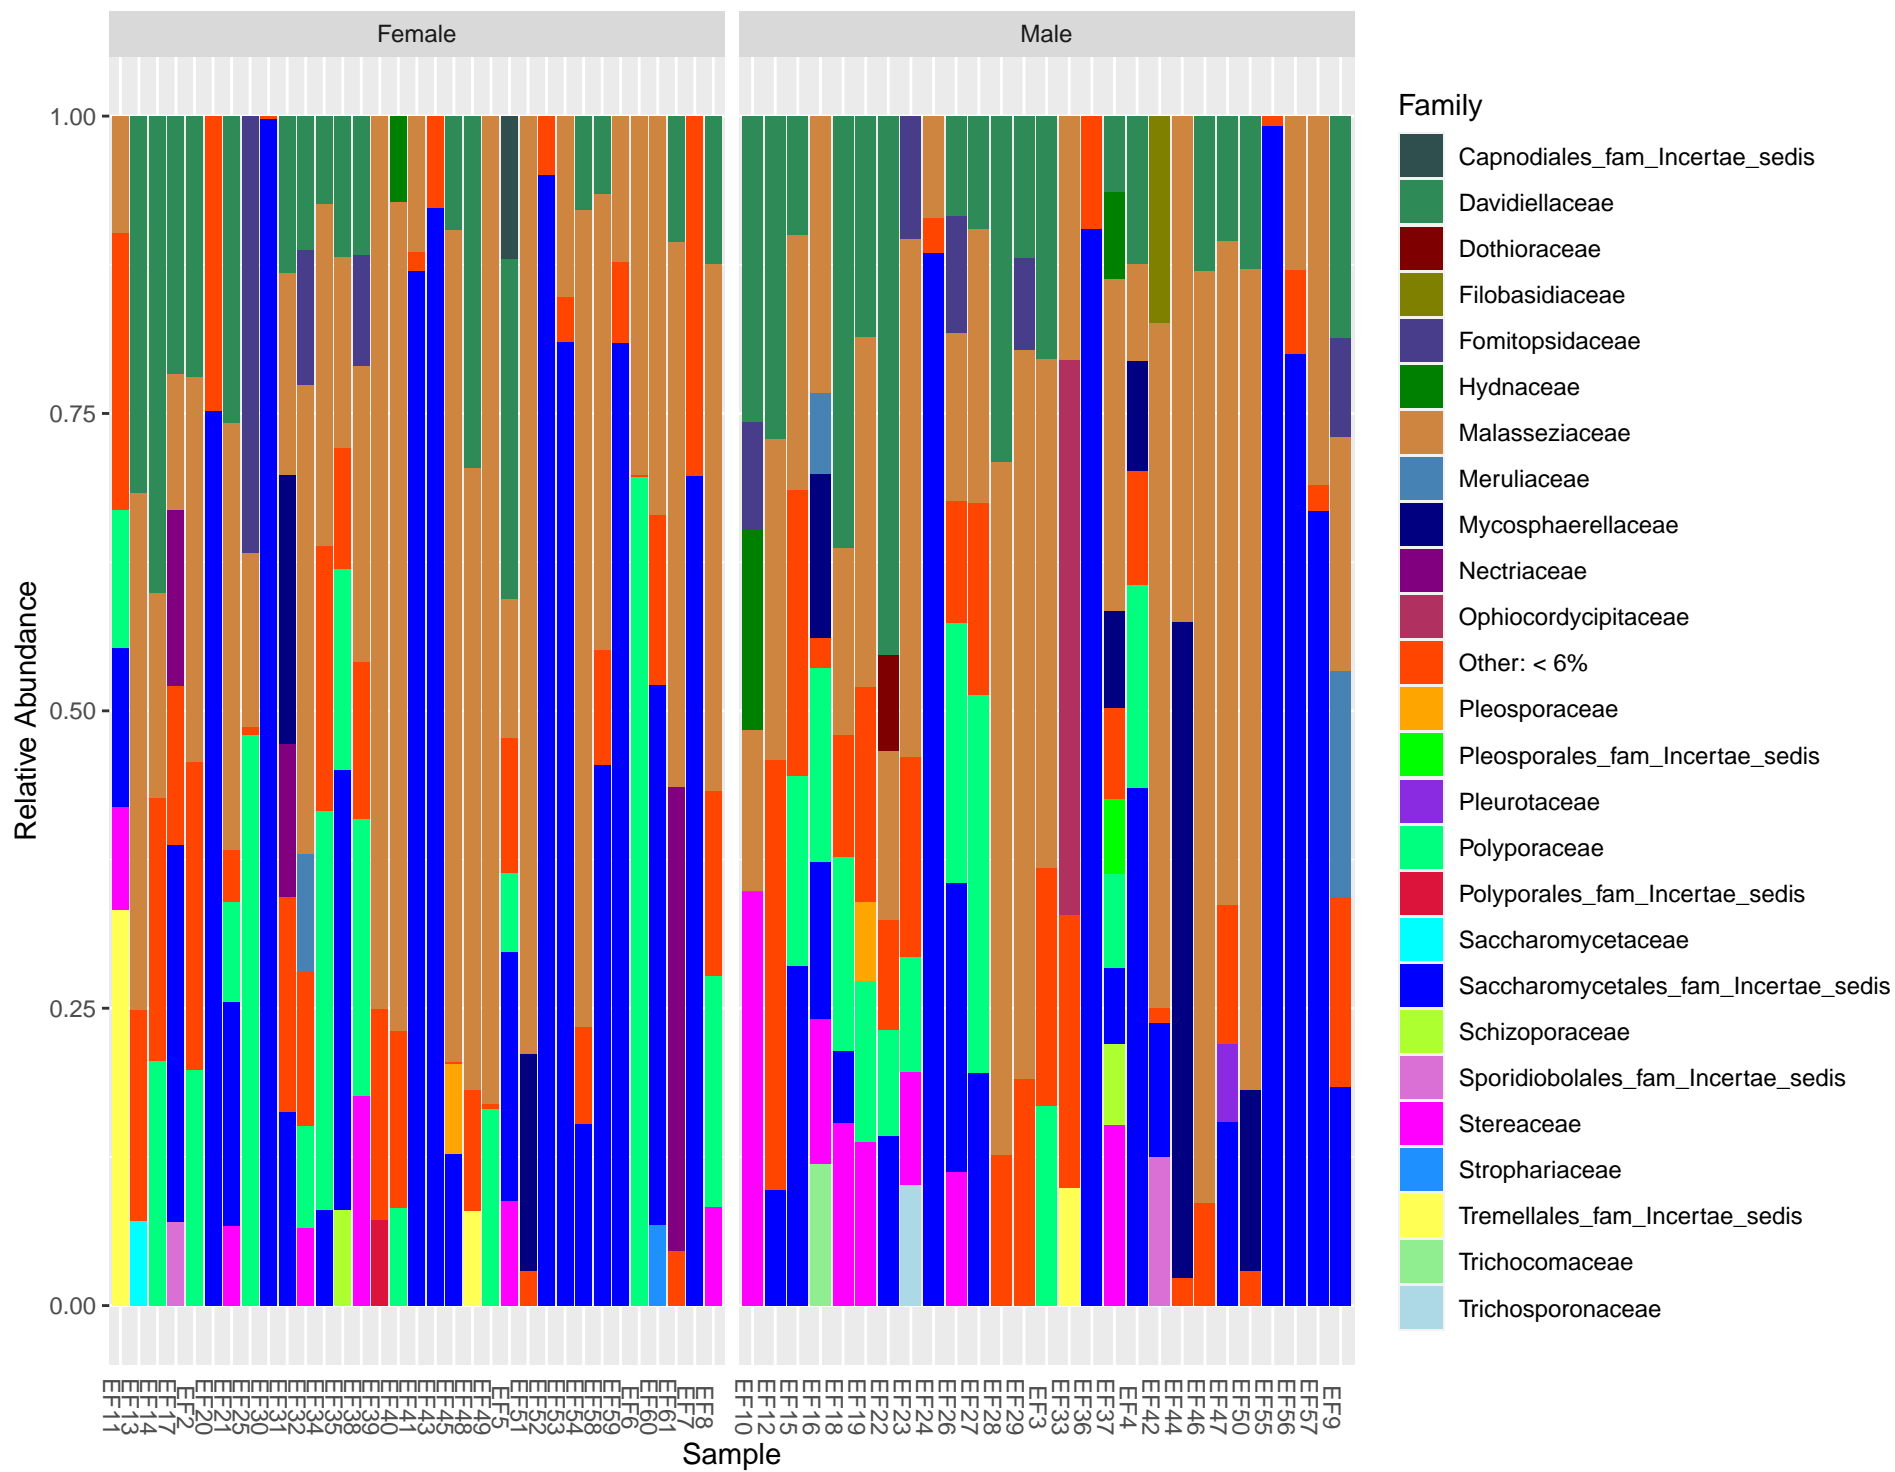 Female
Male
Relative Abundance
1.00
0.75
0.50
0.25
0.00
EF11
EF13
EF14
EF17
EF2
EF20
EF21
EF25
EF30
EF31
EF32
EF34
EF35
EF38
EF39
EF40
EF41
EF43
EF45
EF48
EF49
EF5
EF51
EF52
EF53
EF54
EF58
EF59
EF6
EF60
EF61
EF7
EF8
EF10
EF12
EF15
EF16
EF18
EF19
EF22
EF23
EF24
EF26
EF27
EF28
EF29
EF3
EF33
EF36
EF37
EF4
EF42
EF44
EF46
EF47
EF50
EF55
EF56
EF57
EF9
Sample
Family
Capnodiales_fam_Incertae_sedis
Davidiellaceae
Dothioraceae
Filobasidiaceae
Fomitopsidaceae
Hydnaceae
Malasseziaceae
Meruliaceae
Mycosphaerellaceae
Nectriaceae
Ophiocordycipitaceae
Other: < 6%
Pleosporaceae
Pleosporales_fam_Incertae_sedis
Pleurotaceae
Polyporaceae
Polyporales_fam_Incertae_sedis
Saccharomycetaceae
Saccharomycetales_fam_Incertae_sedis
Schizoporaceae
Sporidiobolales_fam_Incertae_sedis
Stereaceae
Strophariaceae
Tremellales_fam_Incertae_sedis
Trichocomaceae
Trichosporonaceae